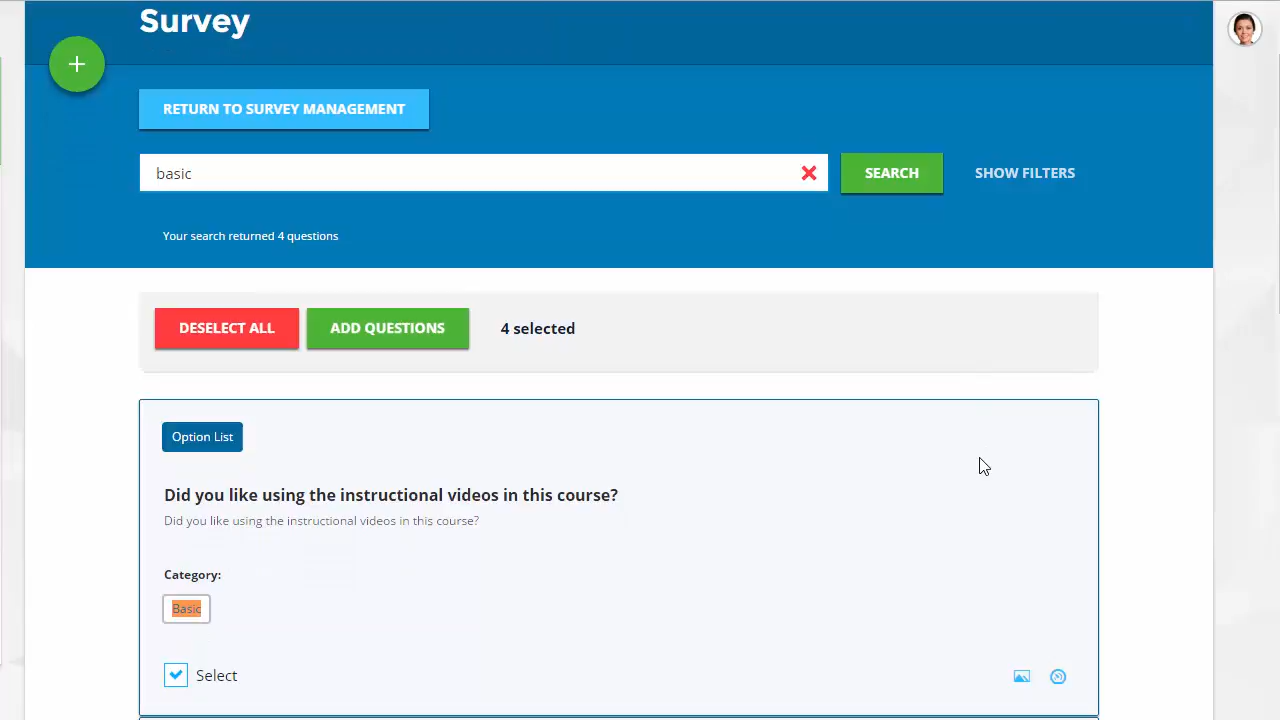 Survey
RETURN TO SURVEY MANAGEMENT
basic
SEARCH
SHOW FILTERS
Your search returned 4 questions
DESELECT ALL
ADD QUESTIONS
4 selected
Option List
Did you like using the instructional videos in this course?
Did you like using the instructional videos in this course?
Category:
Basic
Select